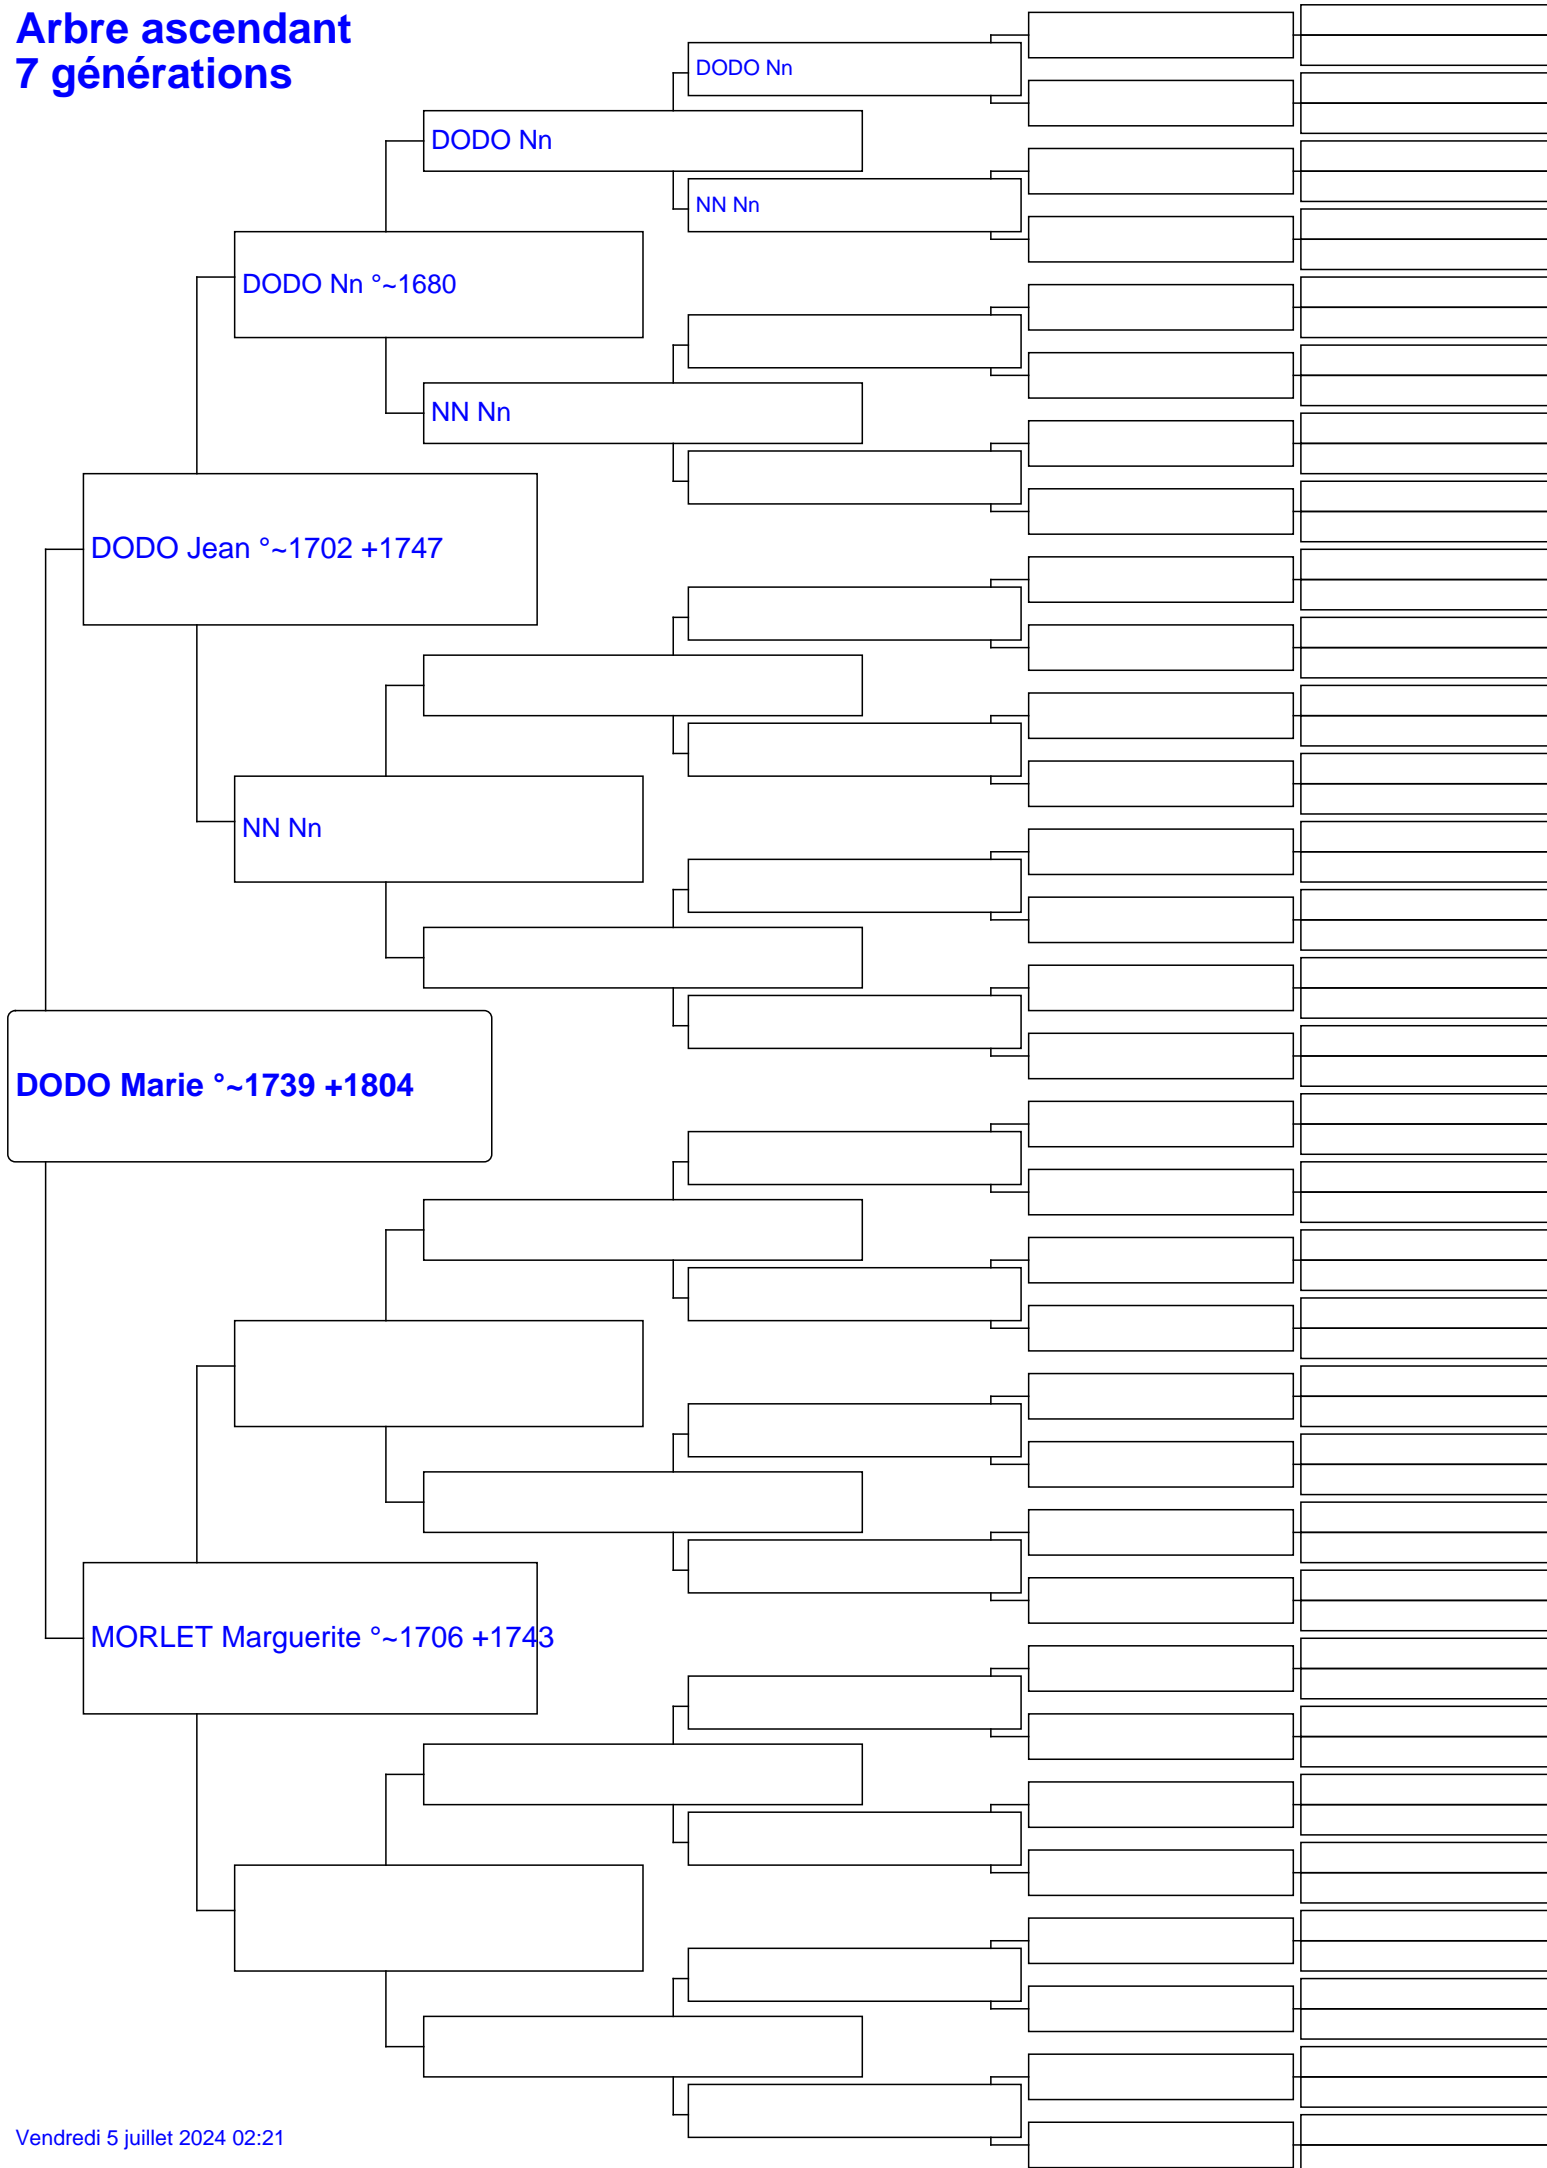 Arbre ascendant
7 générations
DODO Nn
DODO Nn
NN Nn
DODO Nn °~1680
NN Nn
DODO Jean °~1702 +1747
NN Nn
DODO Marie °~1739 +1804
MORLET Marguerite °~1706 +1743
Vendredi 5 juillet 2024 02:21